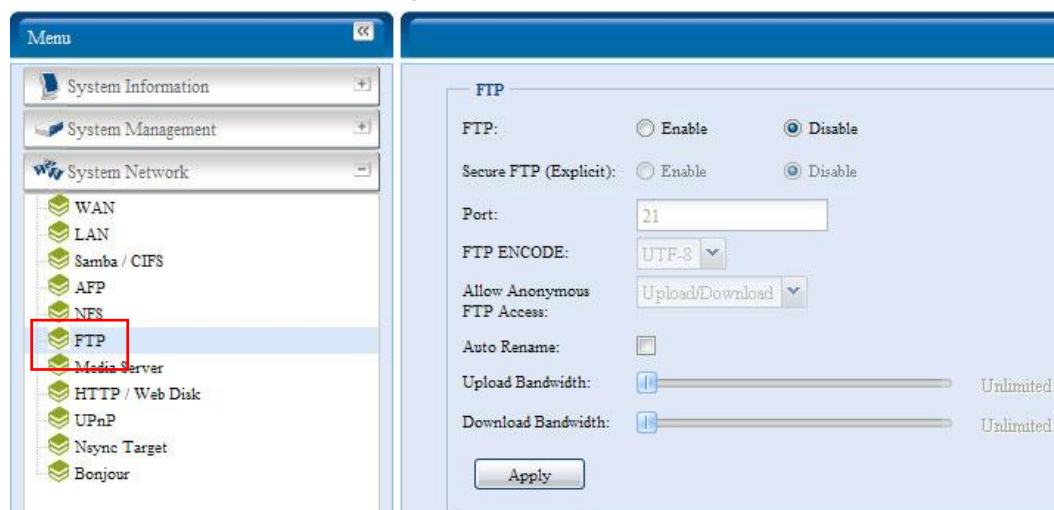 Menu
System Information
System Management
System Network
WAN
LAN
Samba / CIFS
AFP
NFS
FTP
Media Server
HTTP / Web Disk
UPnP
Nsync Target
Bonjour
FTP
FTP: Enable Disable
Secure FTP (Explicit): Enable Disable
Port: 21
FTP ENCODE: UTF-8
Allow Anonymous
FTP Access: Upload/Download
Auto Rename:
Upload Bandwidth: Unlimited
Download Bandwidth: Unlimited
Apply